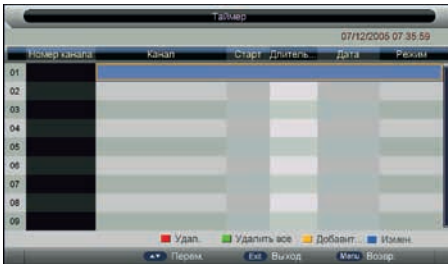 Таймер
07/12/2005 07:35:59
Номер канала Канал Старт Длитель... Дата Режим
01
02
03
04
05
06
07
08
09
Удал. Удалить все Добавит... Измен.
Перем. Exit Выход Menu Возвр.